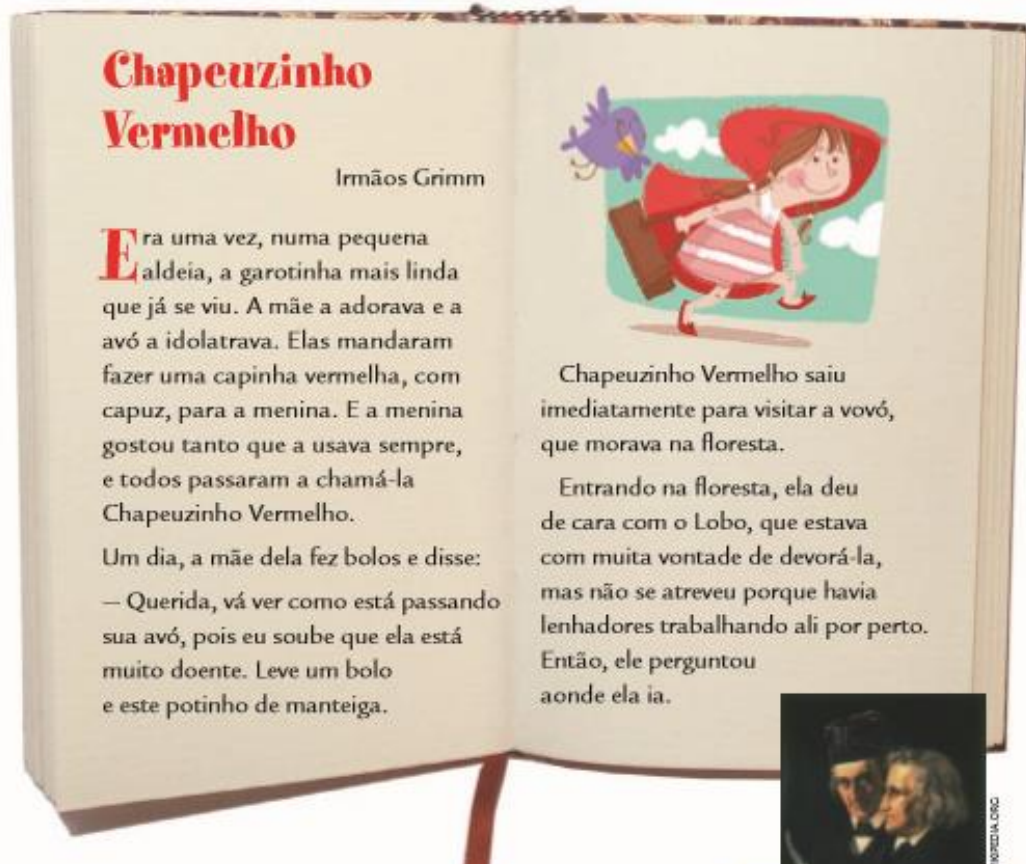 Chapeuzinho
Vermelho
Irmãos Grimm
Era uma vez, numa pequena
aldeia, a garotinha mais linda
que já se viu. A mãe a adorava e a
avó a idolatrava. Elas mandaram
fazer uma capinha vermelha, com
capuz, para a menina. E a menina
gostou tanto que a usava sempre,
e todos passaram a chamá-la
Chapeuzinho Vermelho.
Um dia, a mãe dela fez bolos e disse:
— Querida, vá ver como está passando
sua avó, pois eu soube que ela está
muito doente. Leve um bolo
e este potinho de manteiga.
Chapeuzinho Vermelho saiu
imediatamente para visitar a vovó,
que morava na floresta.
Entrando na floresta, ela deu
de cara com o Lobo, que estava
com muita vontade de devorá-la,
mas não se atreveu porque havia
lenhadores trabalhando ali por perto.
Então, ele perguntou
aonde ela ia.